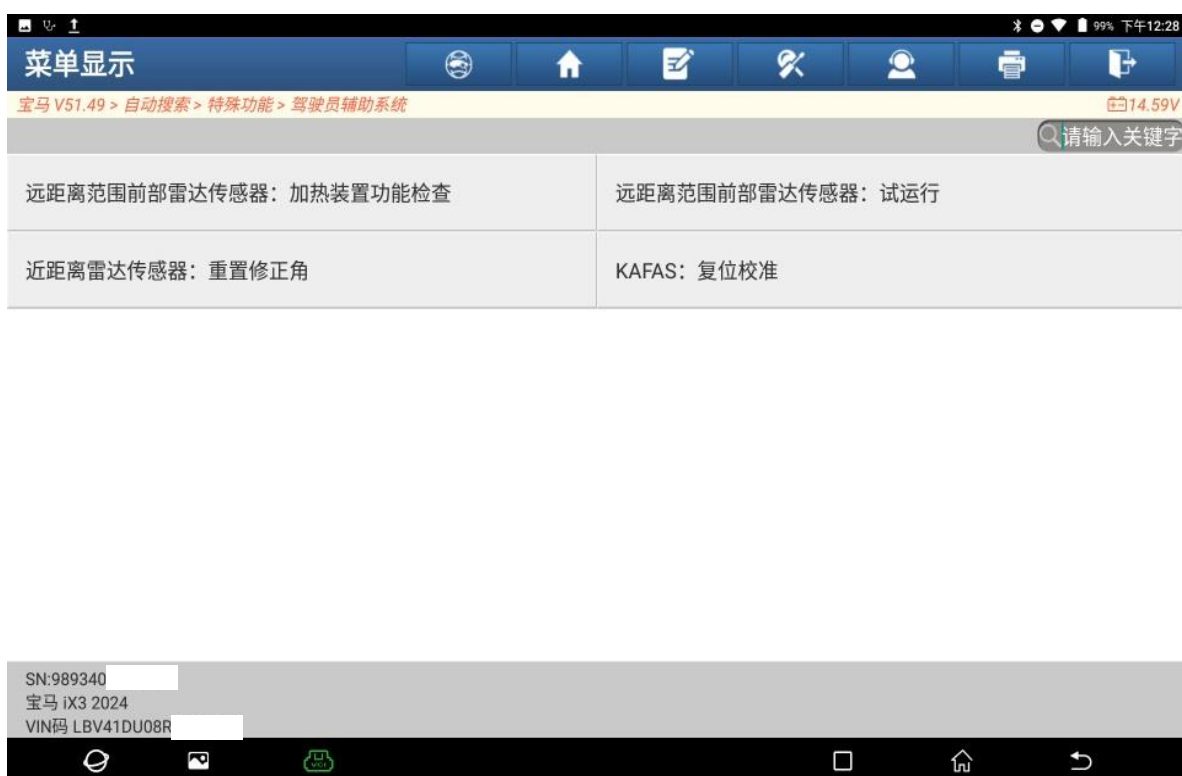 99% 下午12:28
菜单显示
宝马 V51.49 > 自动搜索 > 特殊功能 > 驾驶员辅助系统
14.59V
请输入关键字
远距离范围前部雷达传感器：加热装置功能检查
远距离范围前部雷达传感器：试运行
近距离雷达传感器：重置修正角
KAFAS：复位校准
SN:989340
宝马 iX3 2024
VIN码 LBV41DU08R
VCI